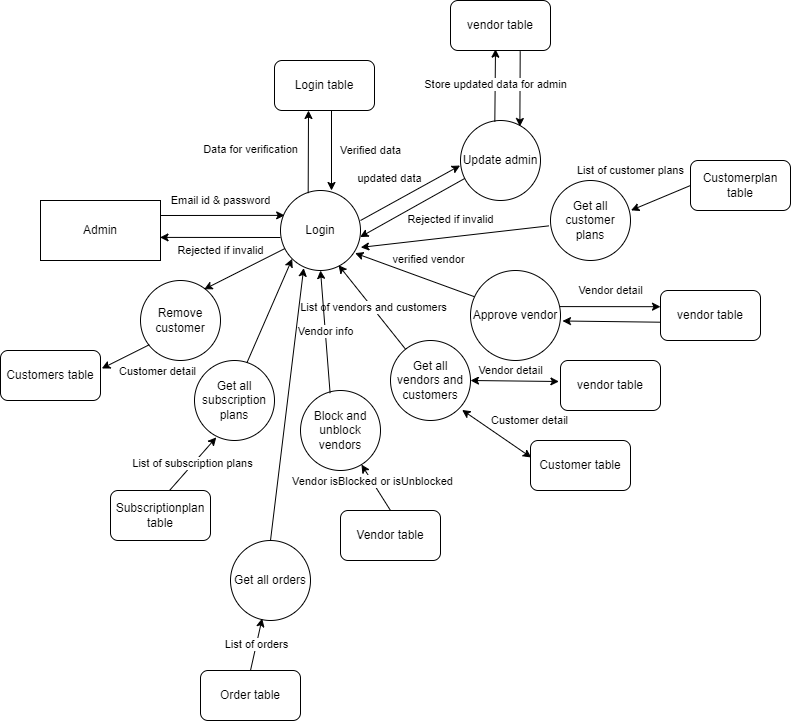 vendor table
Store updated data for admin
Login table
Data for verification
Verified data
updated data
Update admin
List of customer plans
Customerplan
table
Email id & password
Admin
Login
Rejected if invalid
Get all
customer
plans
Rejected if invalid
verified vendor
Remove
customer
List of vendors and customers
Vendor info
Approve vendor
Vendor detail
vendor table
Customers table
Customer detail
Get all
subscription
plans
Get all
vendors and
customers
Vendor detail
vendor table
Block and
unblock
vendors
Customer detail
Customer table
List of subscription plans
Vendor isBlocked or isUnblocked
Subscriptionplan
table
Vendor table
Get all orders
List of orders
Order table